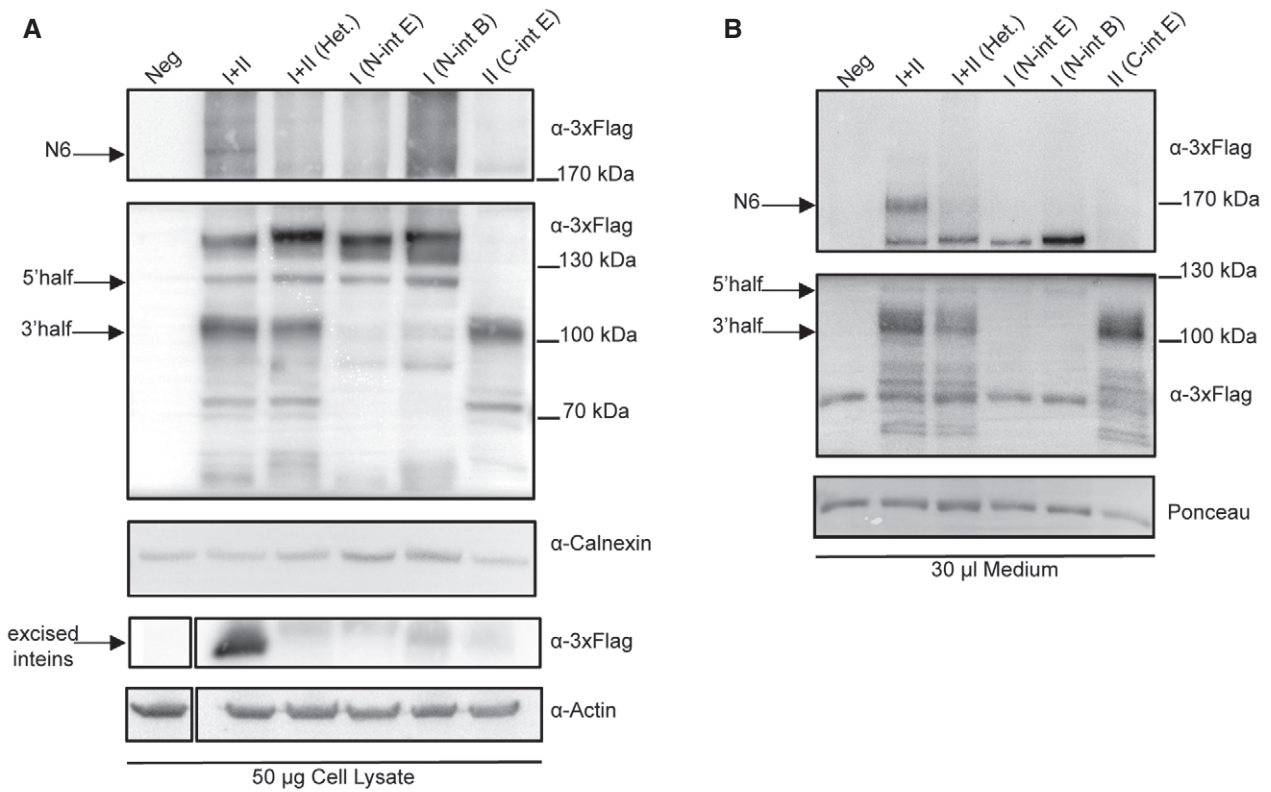 A
Neg
I+II
I+II (Het.)
I (N-int E)
I (N-int B)
II (C-int E)
N6
α-3xFlag
170 kDa
α-3xFlag
130 kDa
5'half
3'half
100 kDa
70 kDa
α-Calnexin
excised
inteins
α-3xFlag
α-Actin
50 µg Cell Lysate
B
Neg
I+II
I+II (Het.)
I (N-int E)
I (N-int B)
II (C-int E)
α-3xFlag
N6
170 kDa
130 kDa
5'half
3'half
100 kDa
α-3xFlag
Ponceau
30 µl Medium